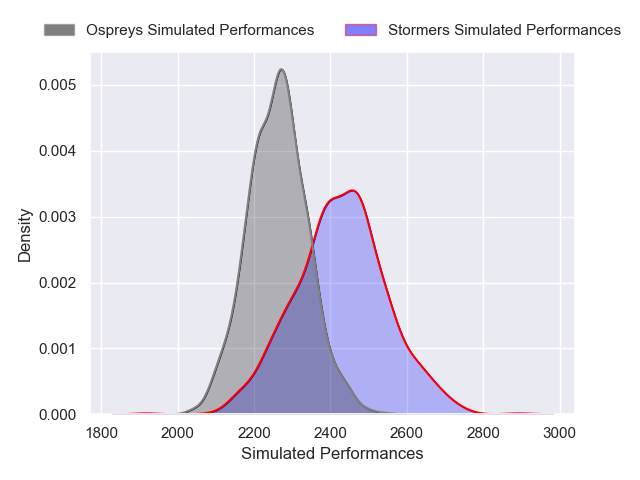 Ospreys Simulated Performances
Stormers Simulated Performances
Density
0.005
0.004
0.003
0.002
0.001
0.000
1800 2000 2200 2400 2600 2800 3000
Simulated Performances